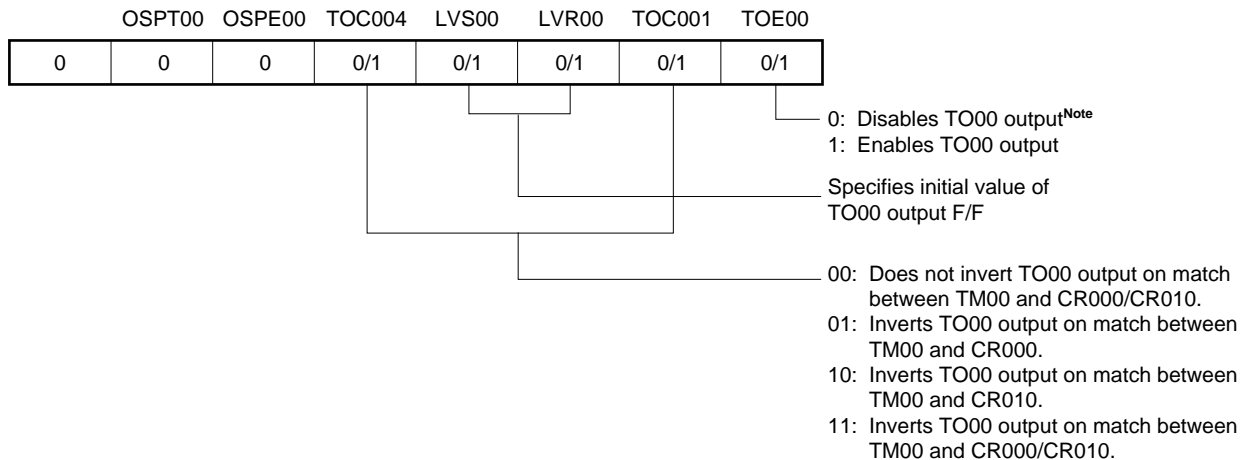 OSPT00 OSPE00 TOC004 LVS00 LVR00 TOC001 TOE00
0 0 0 0/1 0/1 0/1 0/1 0/1
0: Disables TO00 outputNote
1: Enables TO00 output
Specifies initial value of
TO00 output F/F
00: Does not invert TO00 output on match
between TM00 and CR000/CR010.
01: Inverts TO00 output on match between
TM00 and CR000.
10: Inverts TO00 output on match between
TM00 and CR010.
11: Inverts TO00 output on match between
TM00 and CR000/CR010.